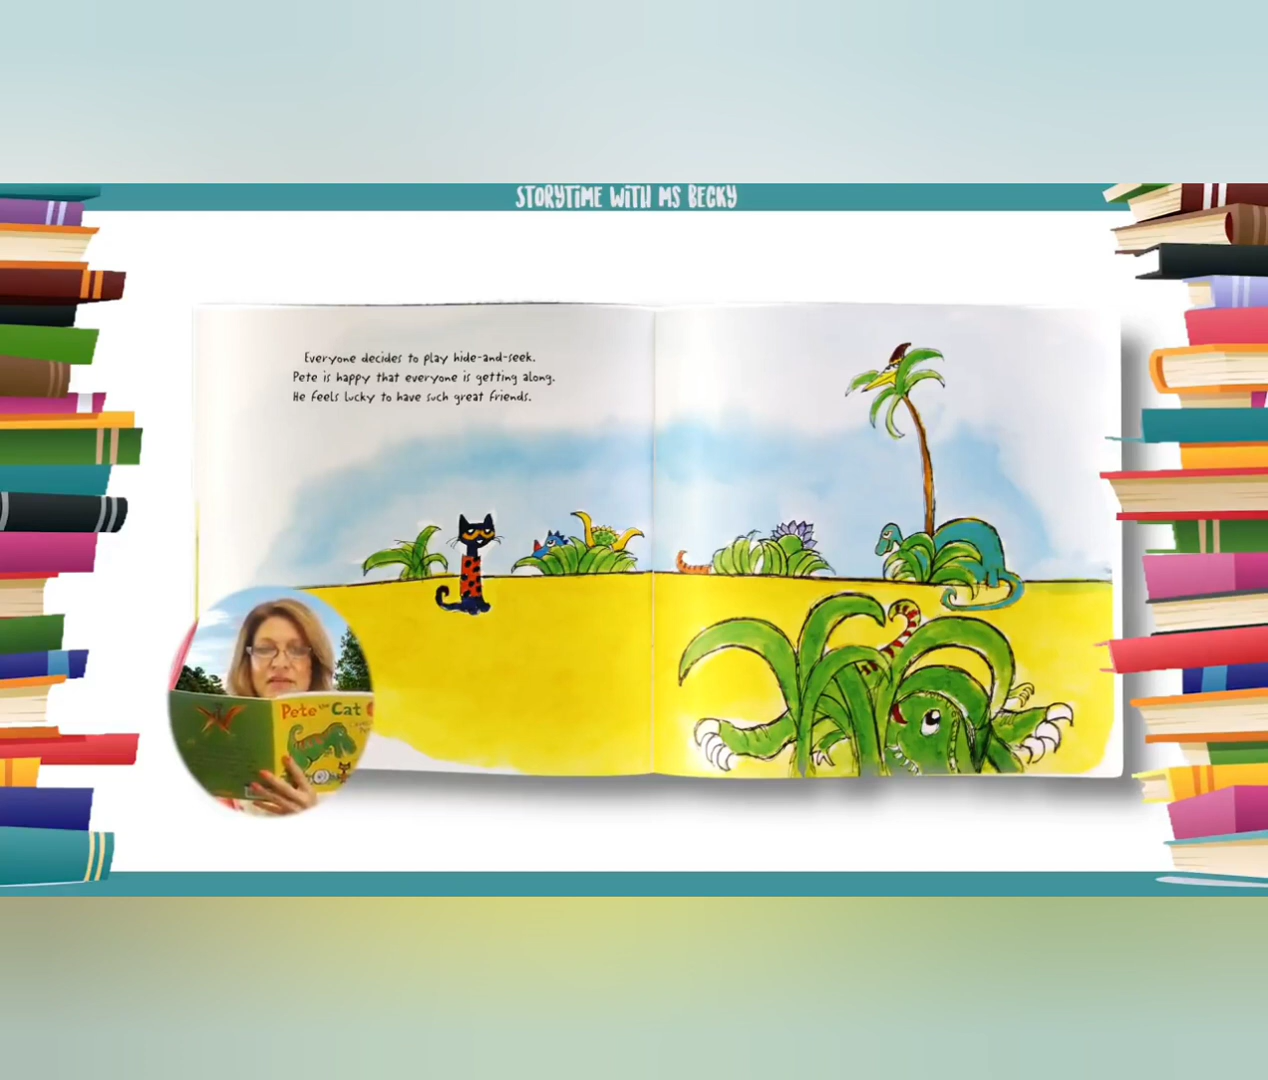 STORYTIME WITH MS BECKY
Everyone decides to play hide-and-seek.
Pete is happy that everyone is getting along.
He feels lucky to have such great friends.
Pete the Cat